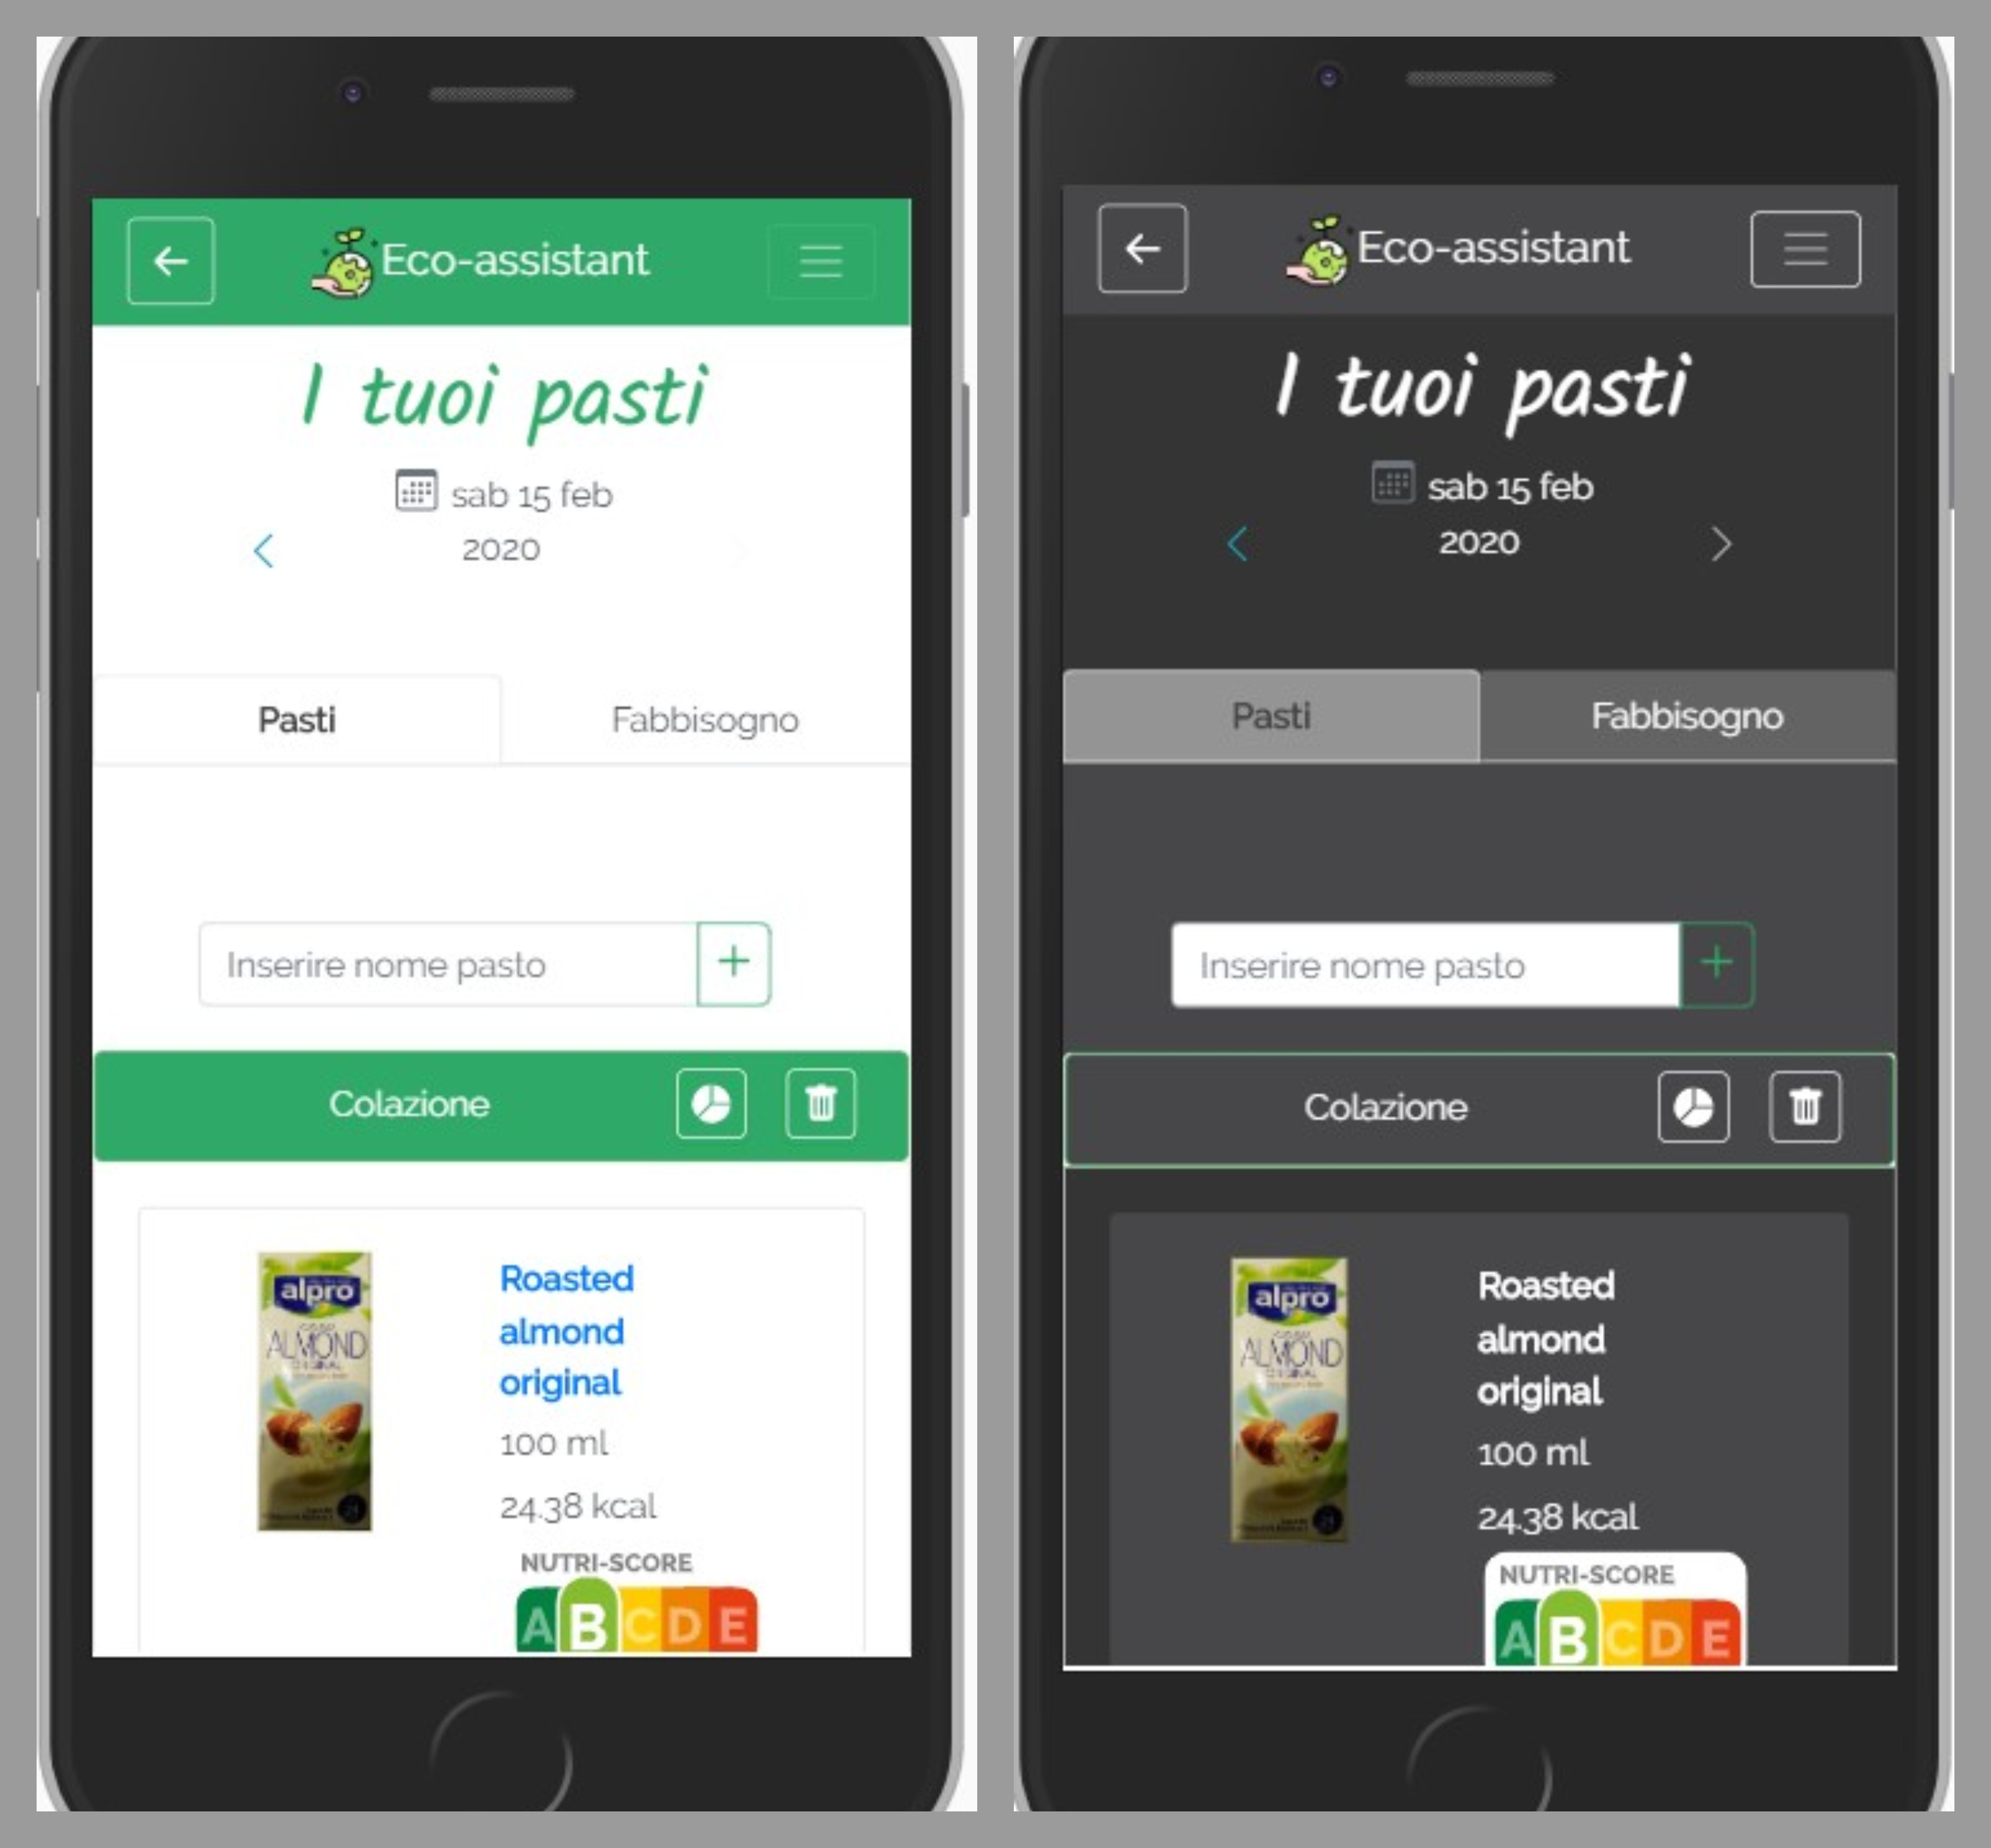 Eco-assistant
I tuoi pasti
sab 15 feb
2020
Pasti
Fabbisogno
Inserire nome pasto
Colazione
alpro
ALMOND
ORIGINAL
Roasted
almond
original
100 ml
24.38 kcal
NUTRI-SCORE
A B C D E
Eco-assistant
I tuoi pasti
sab 15 feb
2020
Pasti
Fabbisogno
Inserire nome pasto
Colazione
alpro
ALMOND
ORIGINAL
Roasted
almond
original
100 ml
24.38 kcal
NUTRI-SCORE
A B C D E